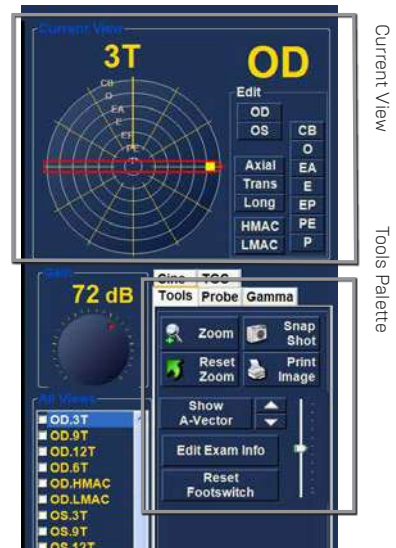 Current View
3T
OD
CB
O
EA
E
EP
PE
P
Edit
OD
OS
CB
O
Axial
EA
Trans
E
Long
EP
HMAC
PE
LMAC
P
Current View
Tools Palette
Gain
72 dB
Cine
TGC
Tools
Probe
Gamma
Zoom
Snap
Shot
Reset
Zoom
Print
Image
Show
A-Vector
Edit Exam Info
Reset
Footswitch
All Views
OD.3T
OD.9T
OD.12T
OD.6T
OD.HMAC
OD.LMAC
OS.3T
OS.9T
OS.12T